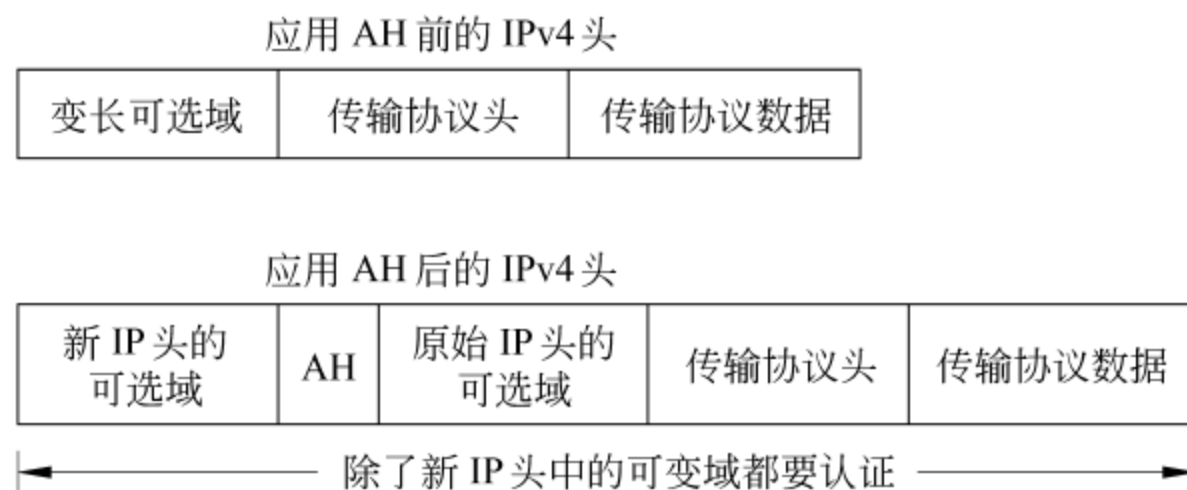 应用 AH 前的 IPv4 头
变长可选域 传输协议头 传输协议数据
应用 AH 后的 IPv4 头
新 IP 头的
可选域
AH
原始 IP 头的
可选域
传输协议头 传输协议数据
除了新 IP 头中的可变域都要认证